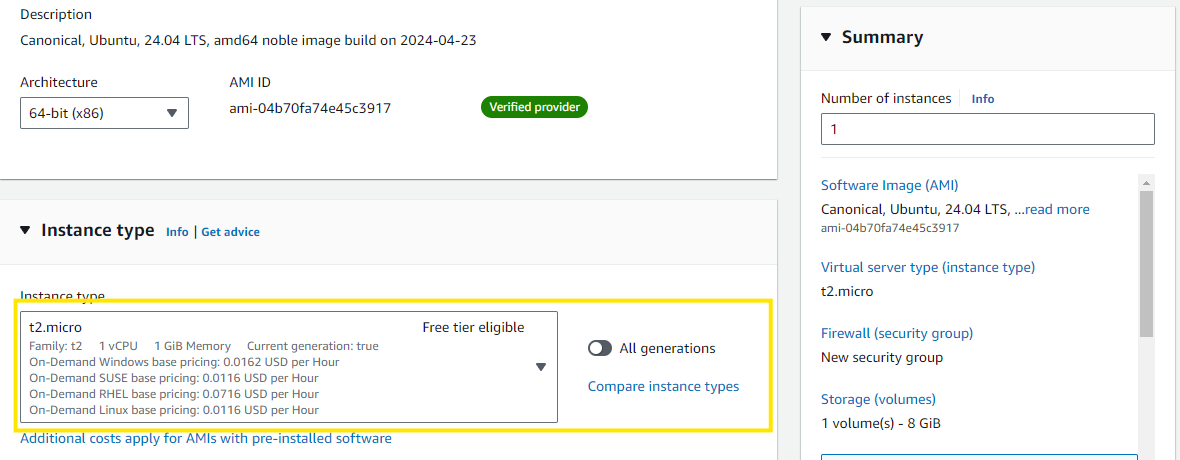 Description
Canonical, Ubuntu, 24.04 LTS, amd64 noble image build on 2024-04-23
Architecture
AMI ID
64-bit (x86)
ami-04b70fa74e45c3917
Verified provider
Instance type Info | Get advice
Instance type
t2.micro Free tier eligible
Family: t2 1 vCPU 1 GiB Memory Current generation: true
On-Demand Windows base pricing: 0.0162 USD per Hour
On-Demand SUSE base pricing: 0.0116 USD per Hour
On-Demand RHEL base pricing: 0.0716 USD per Hour
On-Demand Linux base pricing: 0.0116 USD per Hour
All generations
Compare instance types
Additional costs apply for AMIs with pre-installed software
Summary
Number of instances Info
1
Software Image (AMI)
Canonical, Ubuntu, 24.04 LTS, ...read more
ami-04b70fa74e45c3917
Virtual server type (instance type)
t2.micro
Firewall (security group)
New security group
Storage (volumes)
1 volume(s) - 8 GiB